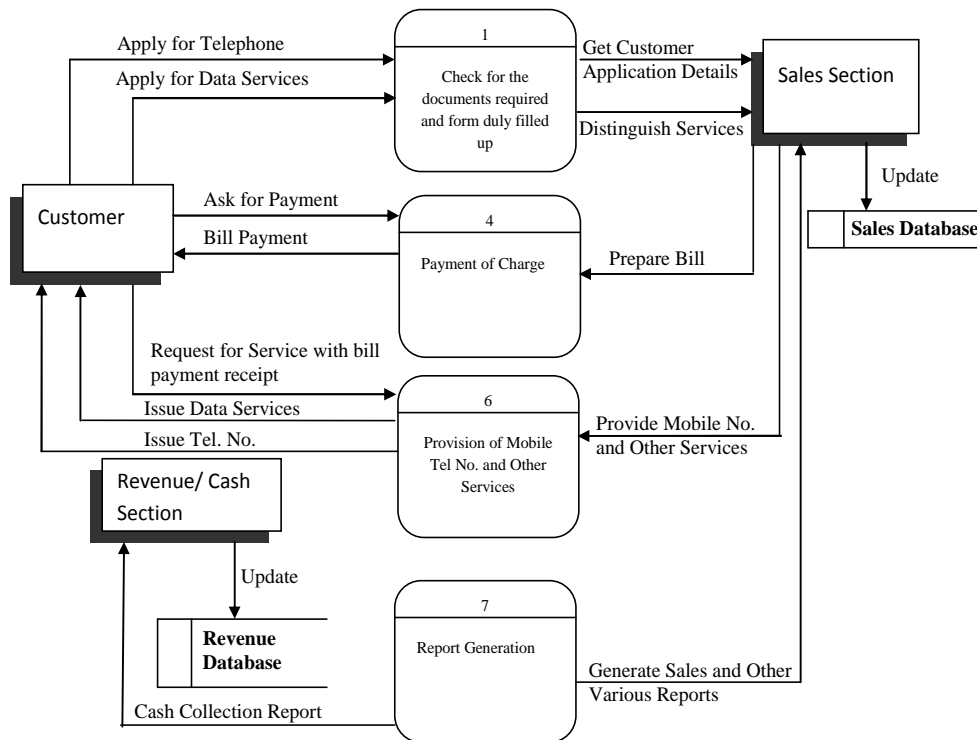 Apply for Telephone
Apply for Data Services
1
Check for the
documents required
and form duly filled
up
Get Customer
Application Details
Distinguish Services
Sales Section
Update
Sales Database
Customer
Ask for Payment
Bill Payment
4
Payment of Charge
Prepare Bill
Request for Service with bill
payment receipt
Issue Data Services
Issue Tel. No.
6
Provision of Mobile
Tel No. and Other
Services
Provide Mobile No.
and Other Services
Revenue/ Cash
Section
Update
Revenue
Database
Cash Collection Report
7
Report Generation
Generate Sales and Other
Various Reports